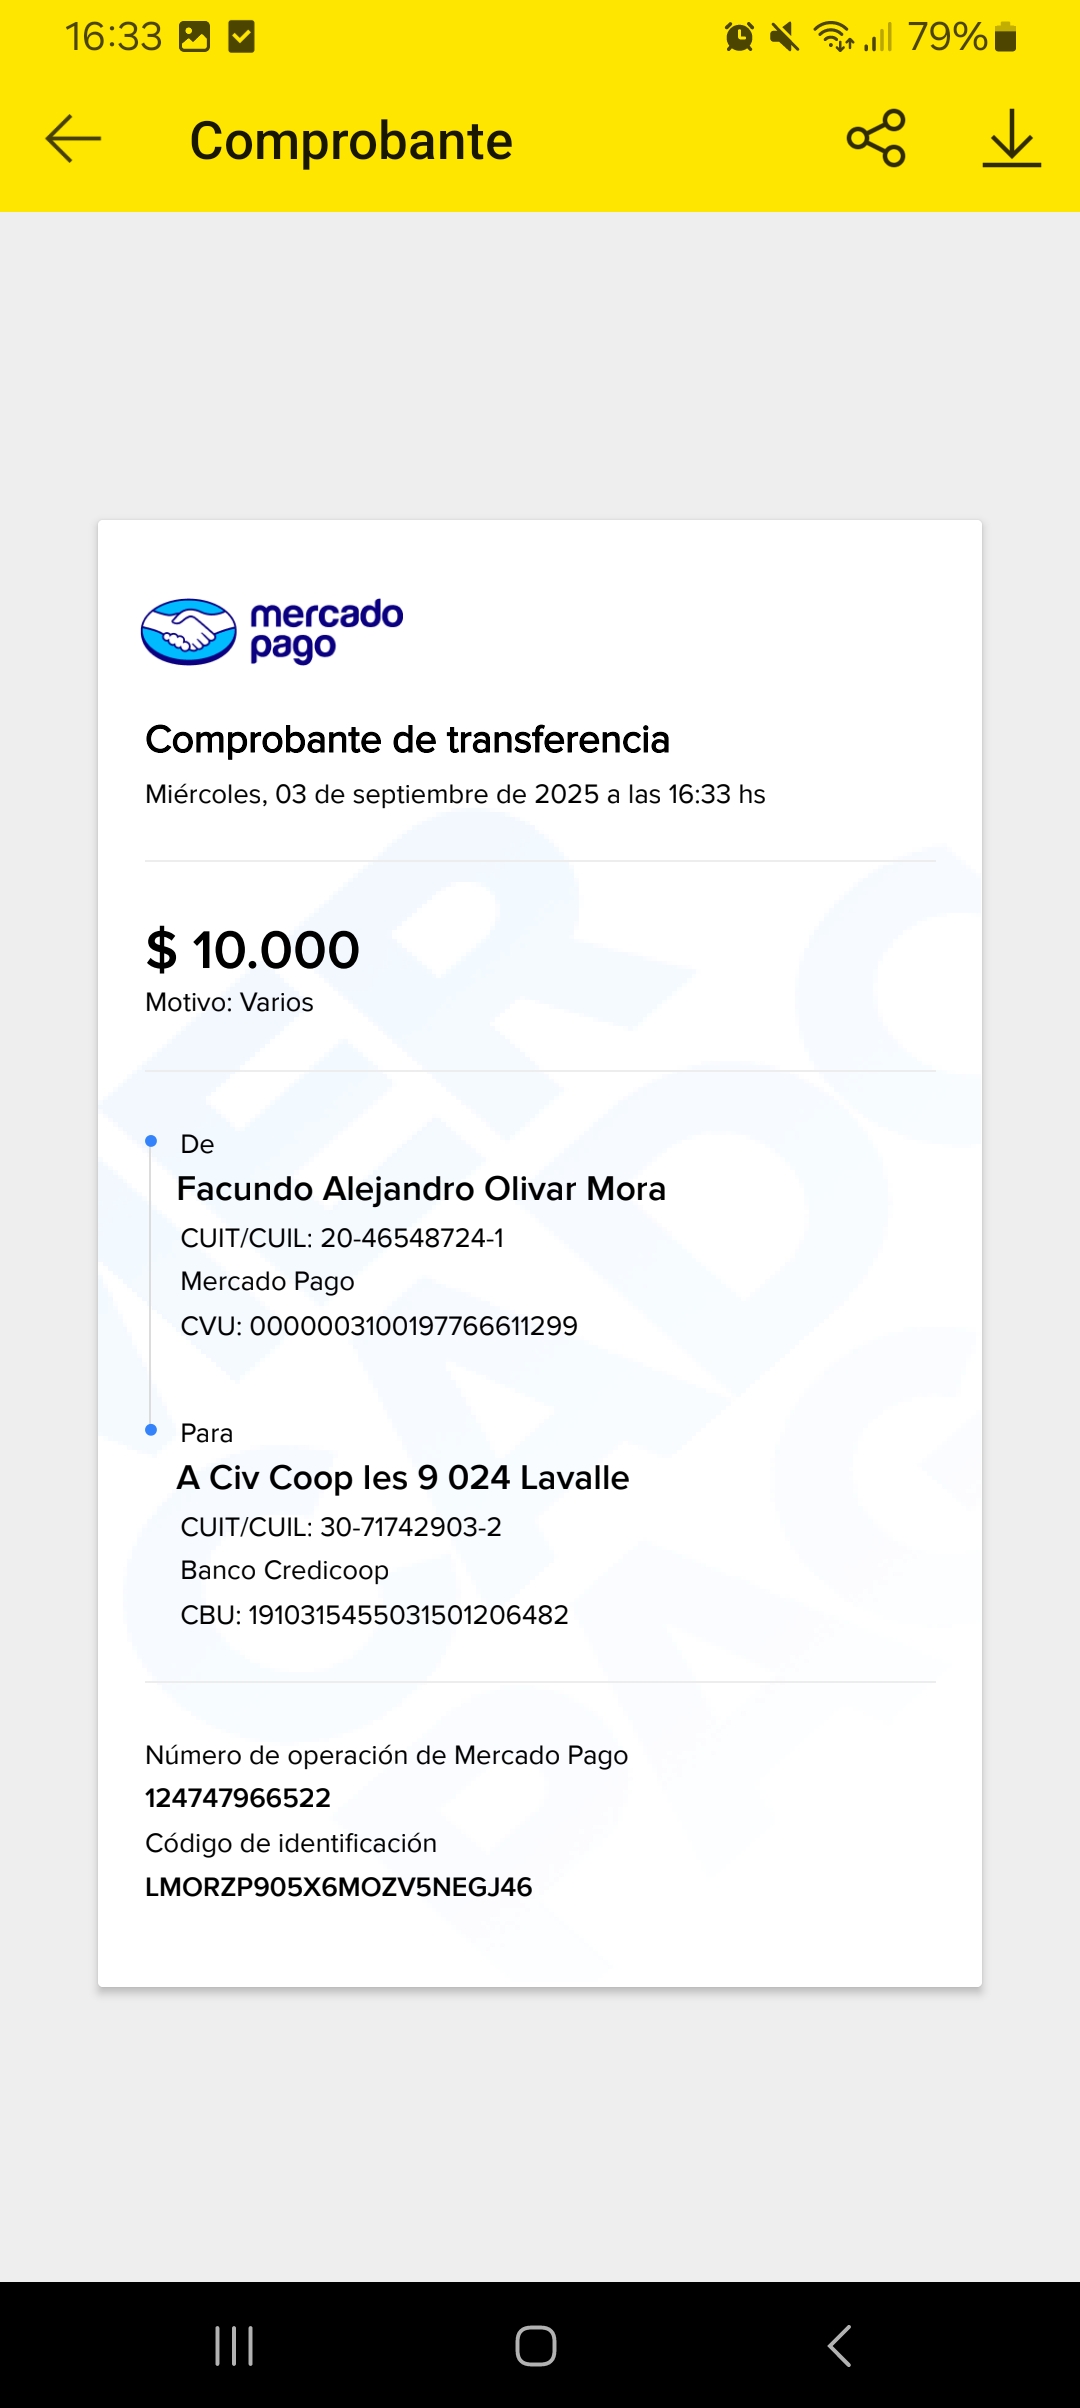 16:33
79%
Comprobante
mercado
pago
Comprobante de transferencia
Miércoles, 03 de septiembre de 2025 a las 16:33 hs
$ 10.000
Motivo: Varios
De
Facundo Alejandro Olivar Mora
CUIT/CUIL: 20-46548724-1
Mercado Pago
CVU: 0000003100197766611299
Para
A Civ Coop Ies 9 024 Lavalle
CUIT/CUIL: 30-71742903-2
Banco Credicoop
CBU: 1910315455031501206482
Número de operación de Mercado Pago
124747966522
Código de identificación
LMORZP905X6MOZV5NEGJ46